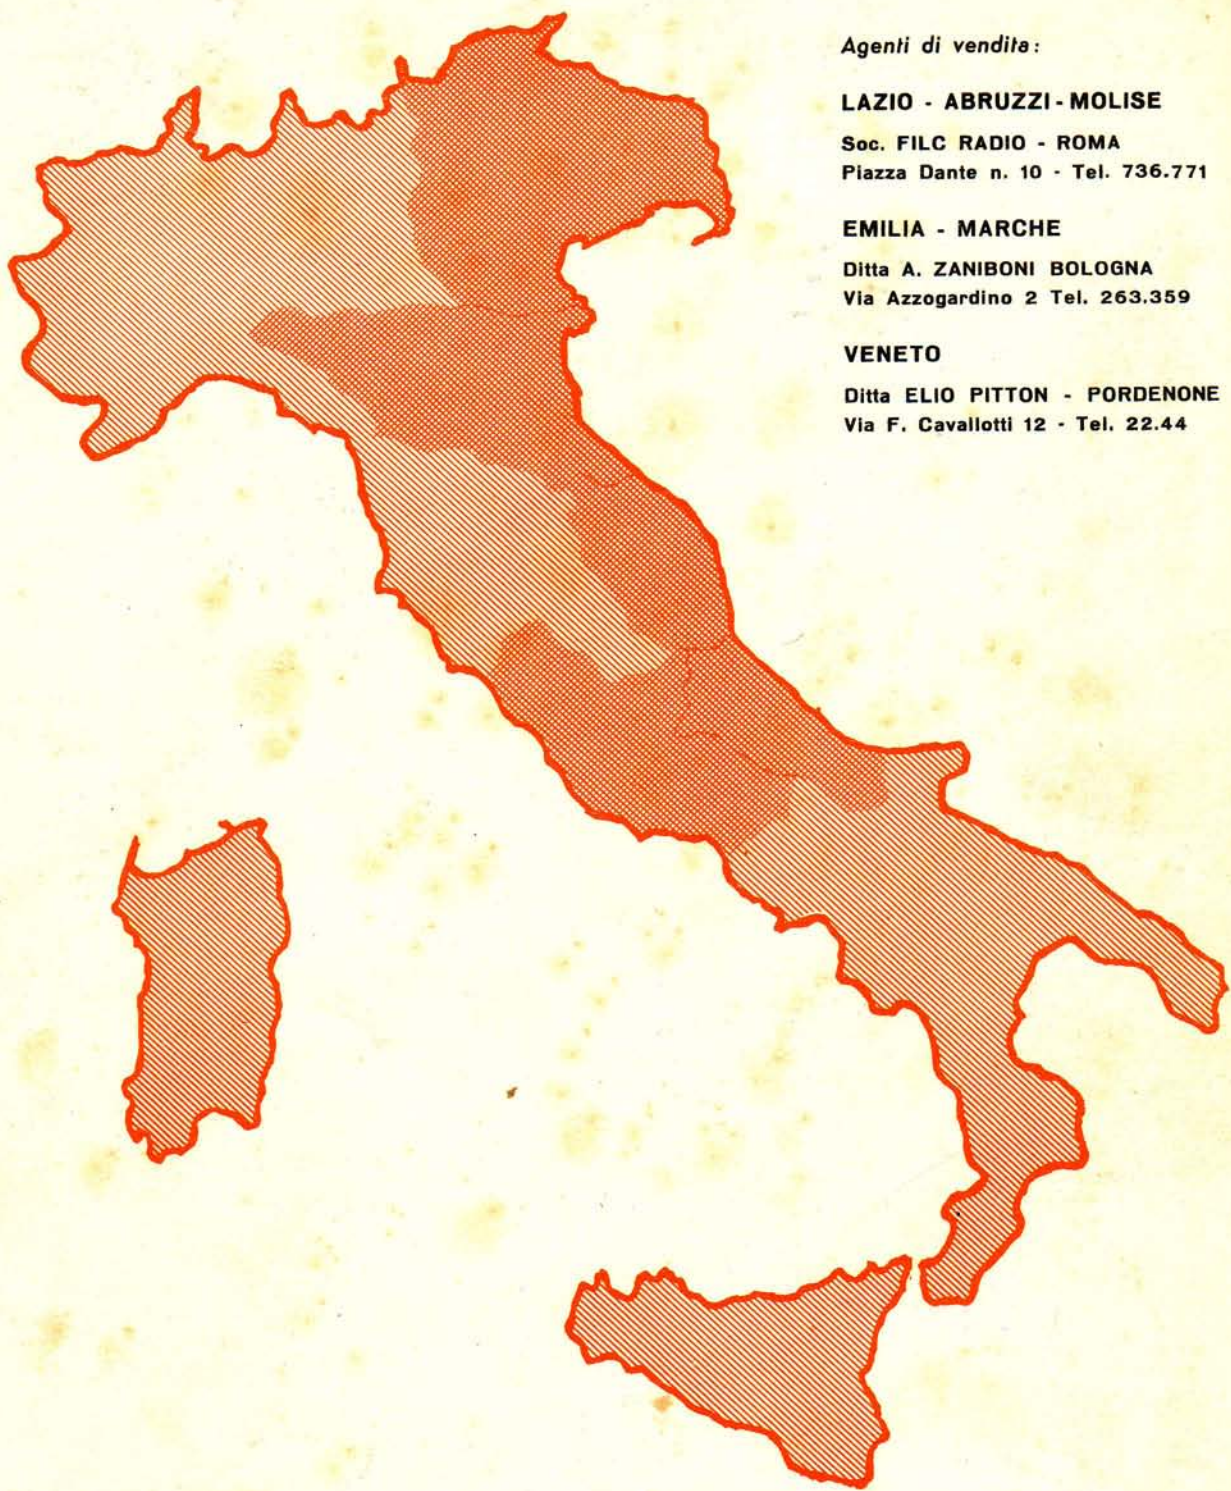 Agenti di vendita:
LAZIO - ABRUZZI - MOLISE
Soc. FILC RADIO - ROMA
Piazza Dante n. 10 - Tel. 736.771
EMILIA - MARCHE
Ditta A. ZANIBONI BOLOGNA
Via Azzogardino 2 Tel. 263.359
VENETO
Ditta ELIO PITTON - PORDENONE
Via F. Cavallotti 12 - Tel. 22.44